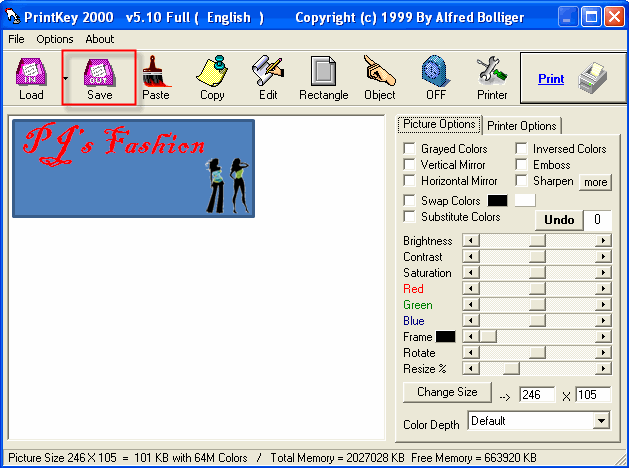 PrintKey 2000 v5.10 Full ( English ) Copyright (c) 1999 By Alfred Bolliger
File Options About
Load Save Paste Copy Edit Rectangle Object OFF Printer Print
IN OUT
PJ's Fashion
Picture Options Printer Options
Grayed Colors Inversed Colors
Vertical Mirror Emboss
Horizontal Mirror Sharpen more
Swap Colors
Substitute Colors Undo 0
Brightness
Contrast
Saturation
Red
Green
Blue
Frame
Rotate
Resize %
Change Size --> 246 X 105
Color Depth Default
Picture Size 246 X 105 = 101 KB with 64M Colors / Total Memory = 2027028 KB Free Memory = 663920 KB